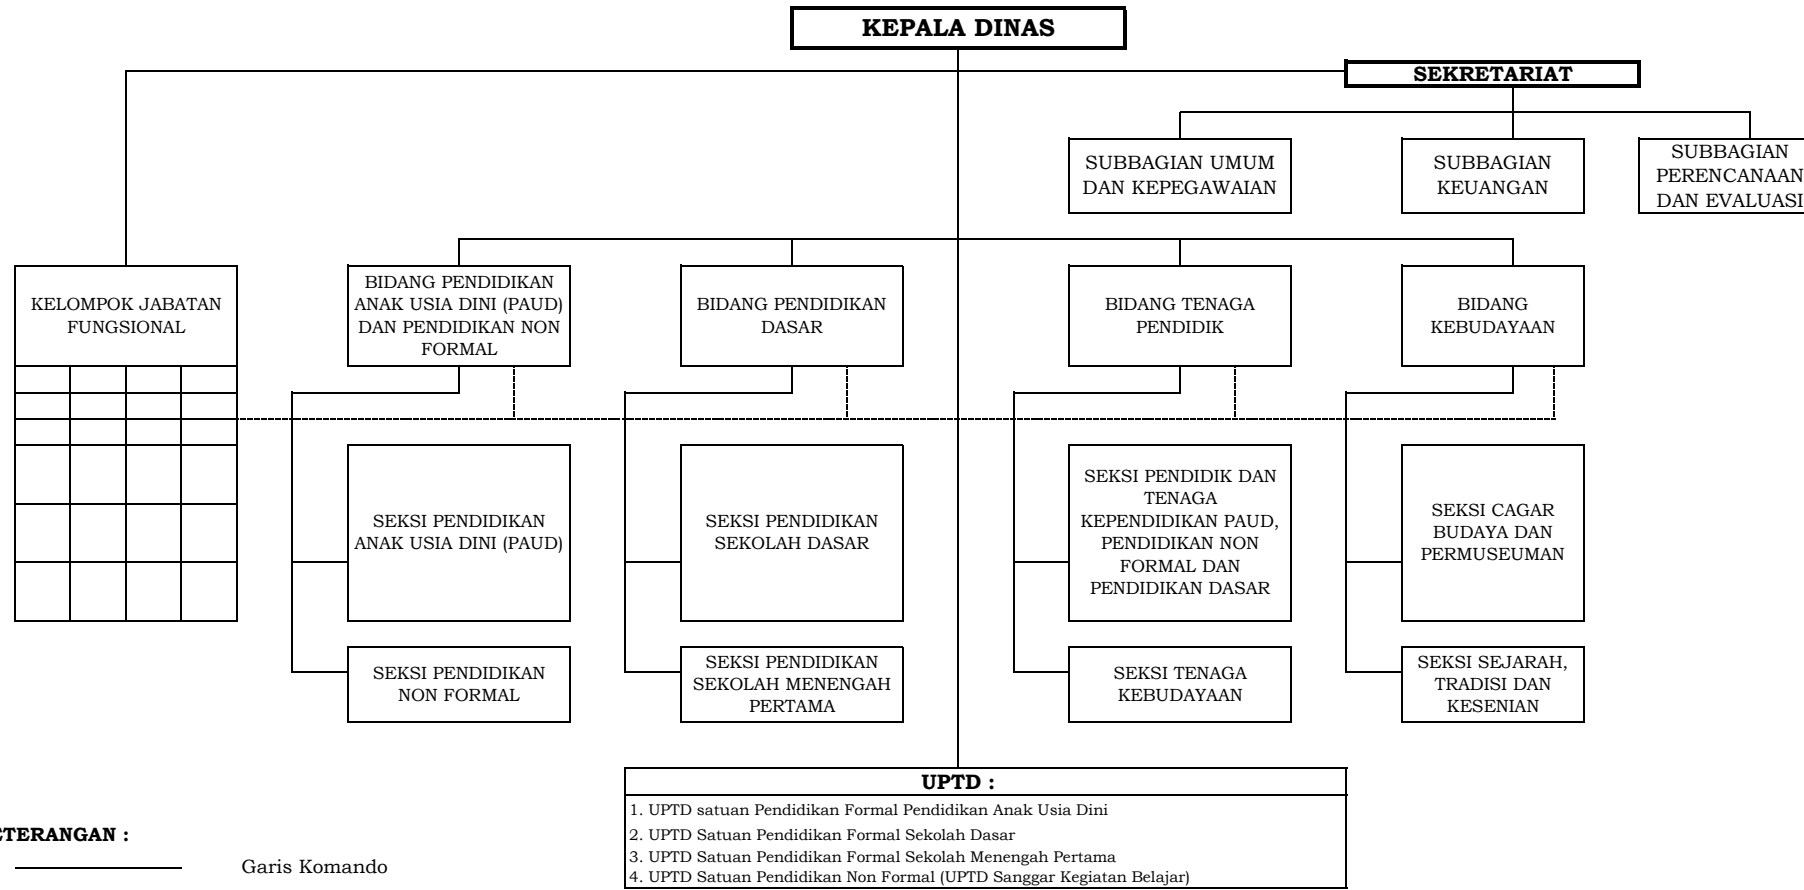 KEPALA DINAS
SEKRETARIAT
SUBBAGIAN UMUM
DAN KEPEGAWAIAN
SUBBAGIAN
KEUANGAN
SUBBAGIAN
PERENCANAAN
DAN EVALUASI
KELOMPOK JABATAN
FUNGSIONAL
BIDANG PENDIDIKAN
ANAK USIA DINI (PAUD)
DAN PENDIDIKAN NON
FORMAL
BIDANG PENDIDIKAN
DASAR
BIDANG TENAGA
PENDIDIK
BIDANG
KEBUDAYAAN
SEKSI PENDIDIKAN
ANAK USIA DINI (PAUD)
SEKSI PENDIDIKAN
SEKOLAH DASAR
SEKSI PENDIDIK DAN
TENAGA
KEPENDIDIKAN PAUD,
PENDIDIKAN NON
FORMAL DAN
PENDIDIKAN DASAR
SEKSI CAGAR
BUDAYA DAN
PERMUSEUMAN
SEKSI PENDIDIKAN
NON FORMAL
SEKSI PENDIDIKAN
SEKOLAH MENENGAH
PERTAMA
SEKSI TENAGA
KEBUDAYAAN
SEKSI SEJARAH,
TRADISI DAN
KESENIAN
UPTD :
1. UPTD satuan Pendidikan Formal Pendidikan Anak Usia Dini
2. UPTD Satuan Pendidikan Formal Sekolah Dasar
3. UPTD Satuan Pendidikan Formal Sekolah Menengah Pertama
4. UPTD Satuan Pendidikan Non Formal (UPTD Sanggar Kegiatan Belajar)
ETERANGAN :
Garis Komando